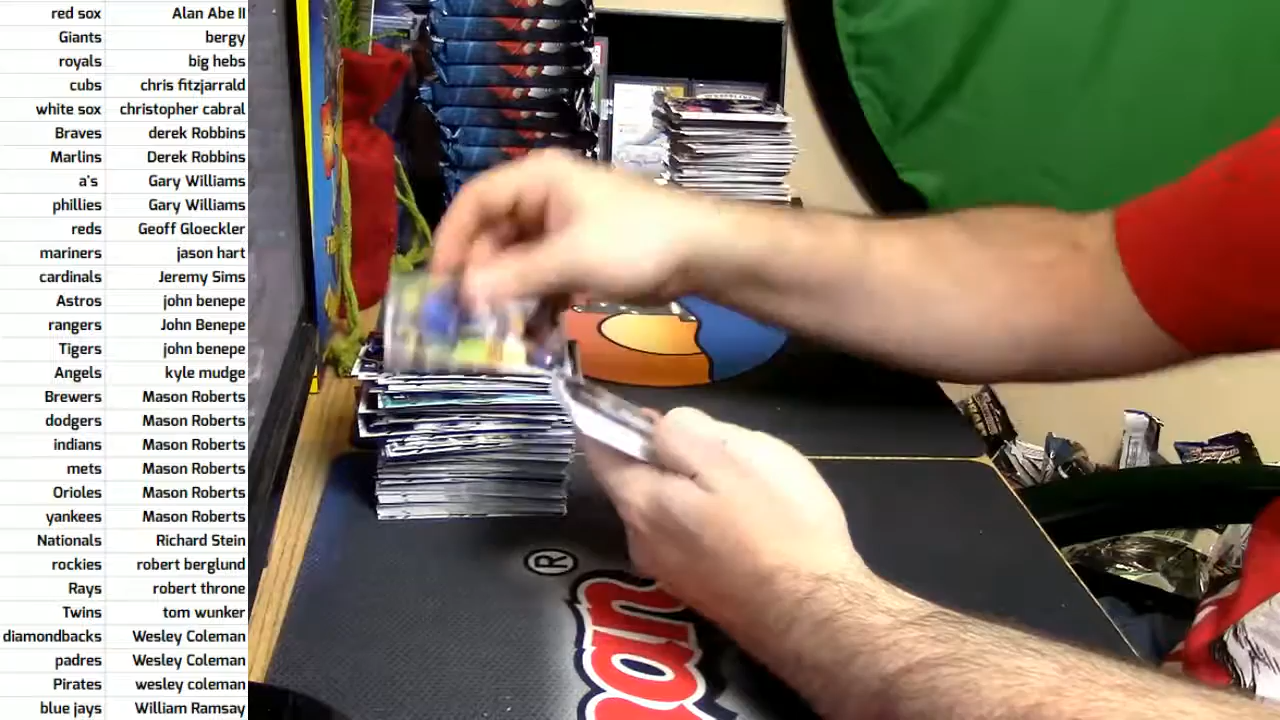 red sox Alan Abe II
Giants bergy
royals big hebs
cubs chris fitzjarrald
white sox christopher cabral
Braves derek Robbins
Marlins Derek Robbins
a's Gary Williams
phillies Gary Williams
reds Geoff Gloeckler
mariners jason hart
cardinals Jeremy Sims
Astros john benepe
rangers John Benepe
Tigers john benepe
Angels kyle mudge
Brewers Mason Roberts
dodgers Mason Roberts
indians Mason Roberts
mets Mason Roberts
Orioles Mason Roberts
yankees Mason Roberts
Nationals Richard Stein
rockies robert berglund
Rays robert throne
Twins tom wunker
diamondbacks Wesley Coleman
padres Wesley Coleman
Pirates wesley coleman
blue jays William Ramsay
®